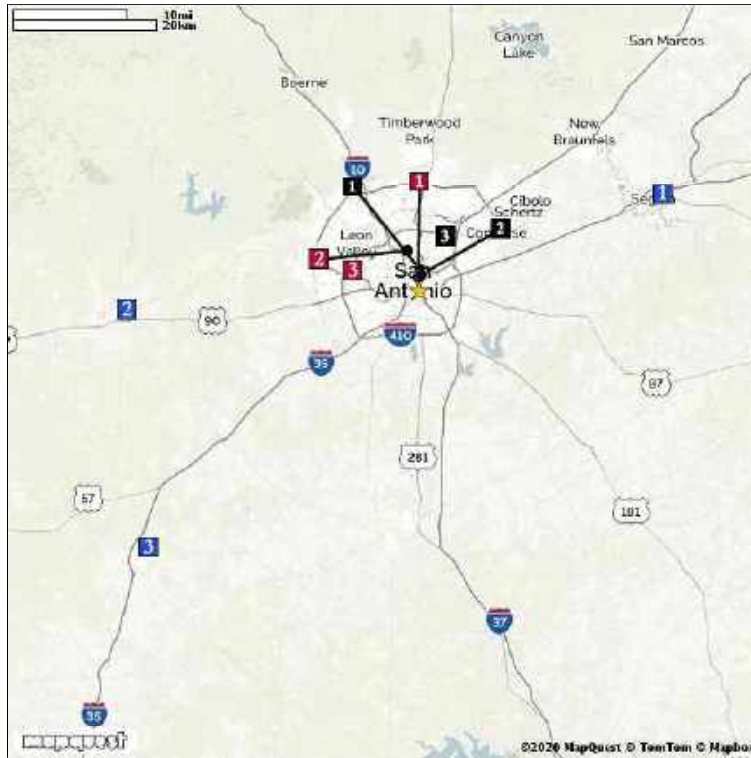 10mi
20km
Canyon
Lake
San Marcos
Boerne
Timberwood
Park
New
Braunfels
10
1
1
1
Cibolo
Schertz
Leon
Valley
3
2
3
San
Antonio
2
90
410
35
87
281
57
181
3
37
35
mapquest
©2020 MapQuest © TomTom © Mapbox